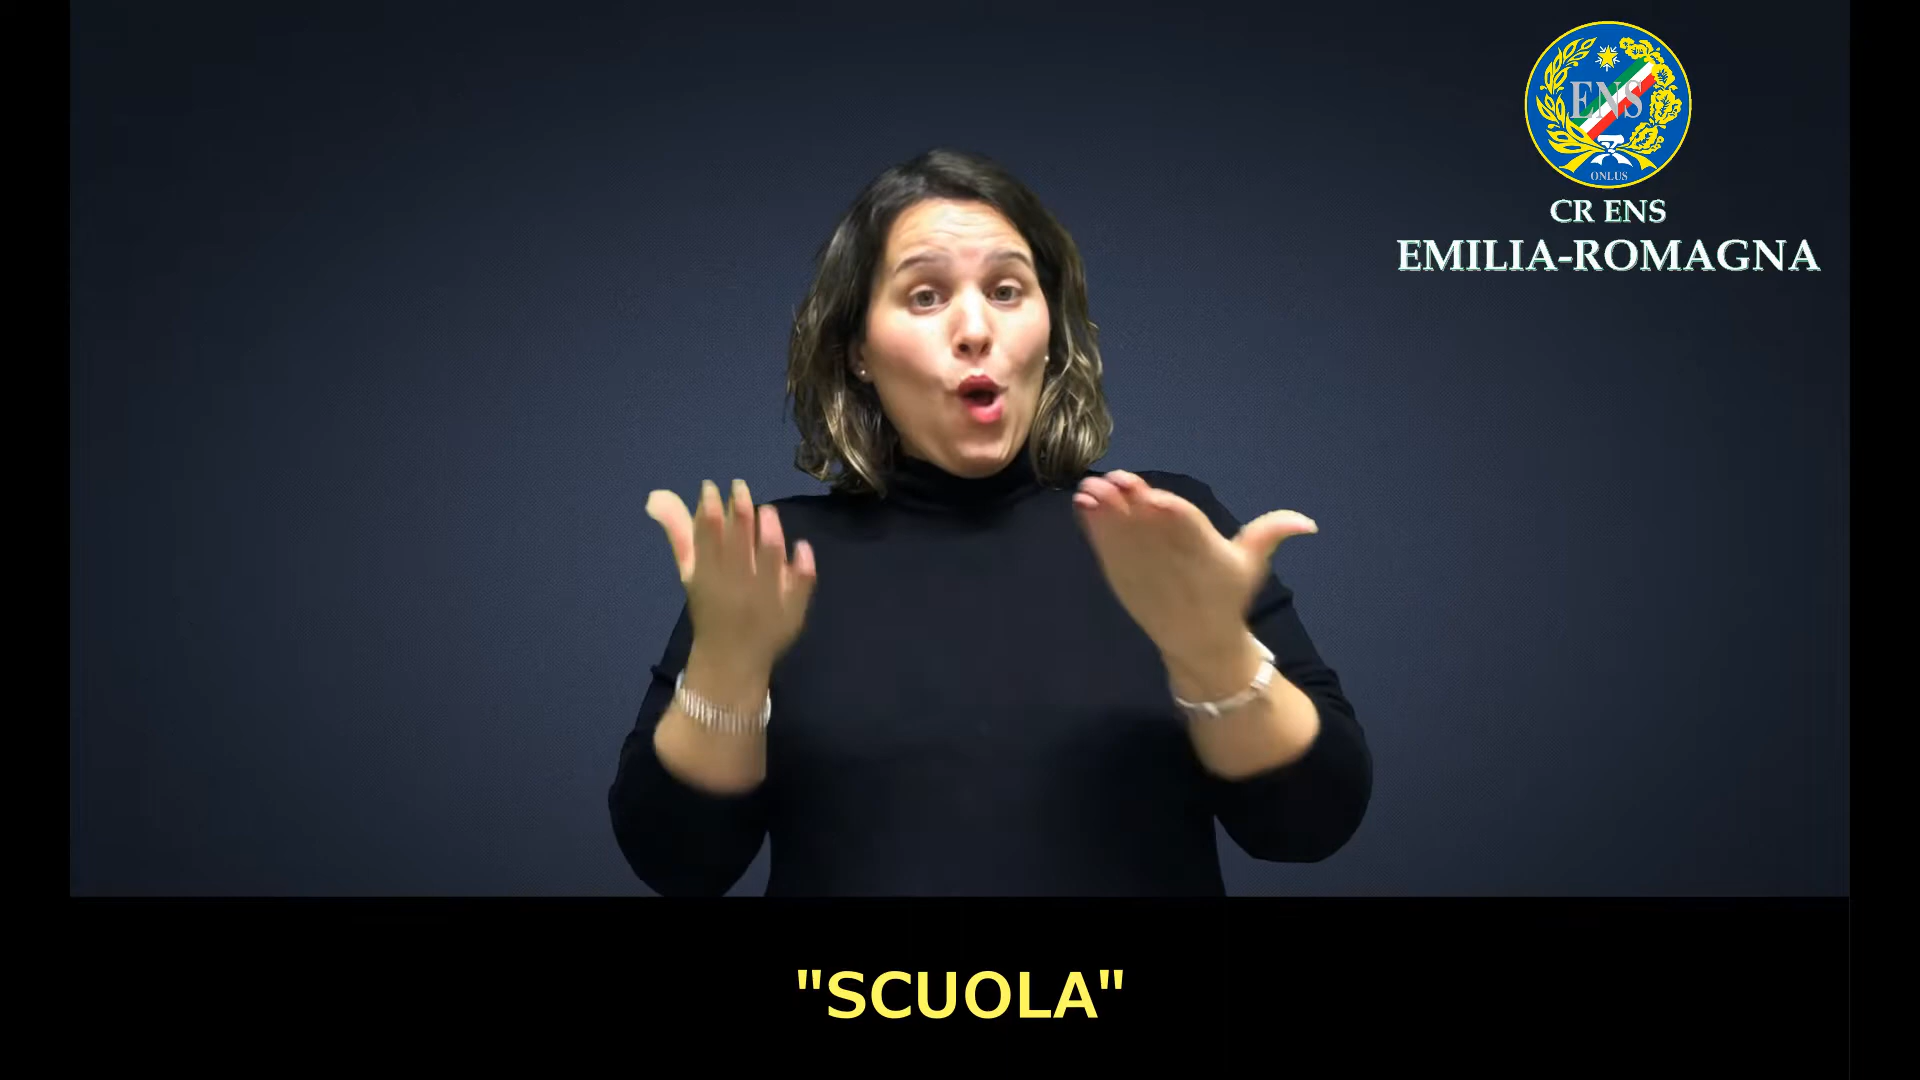 ENS
ONLUS
CR ENS
EMILIA-ROMAGNA
"SCUOLA"